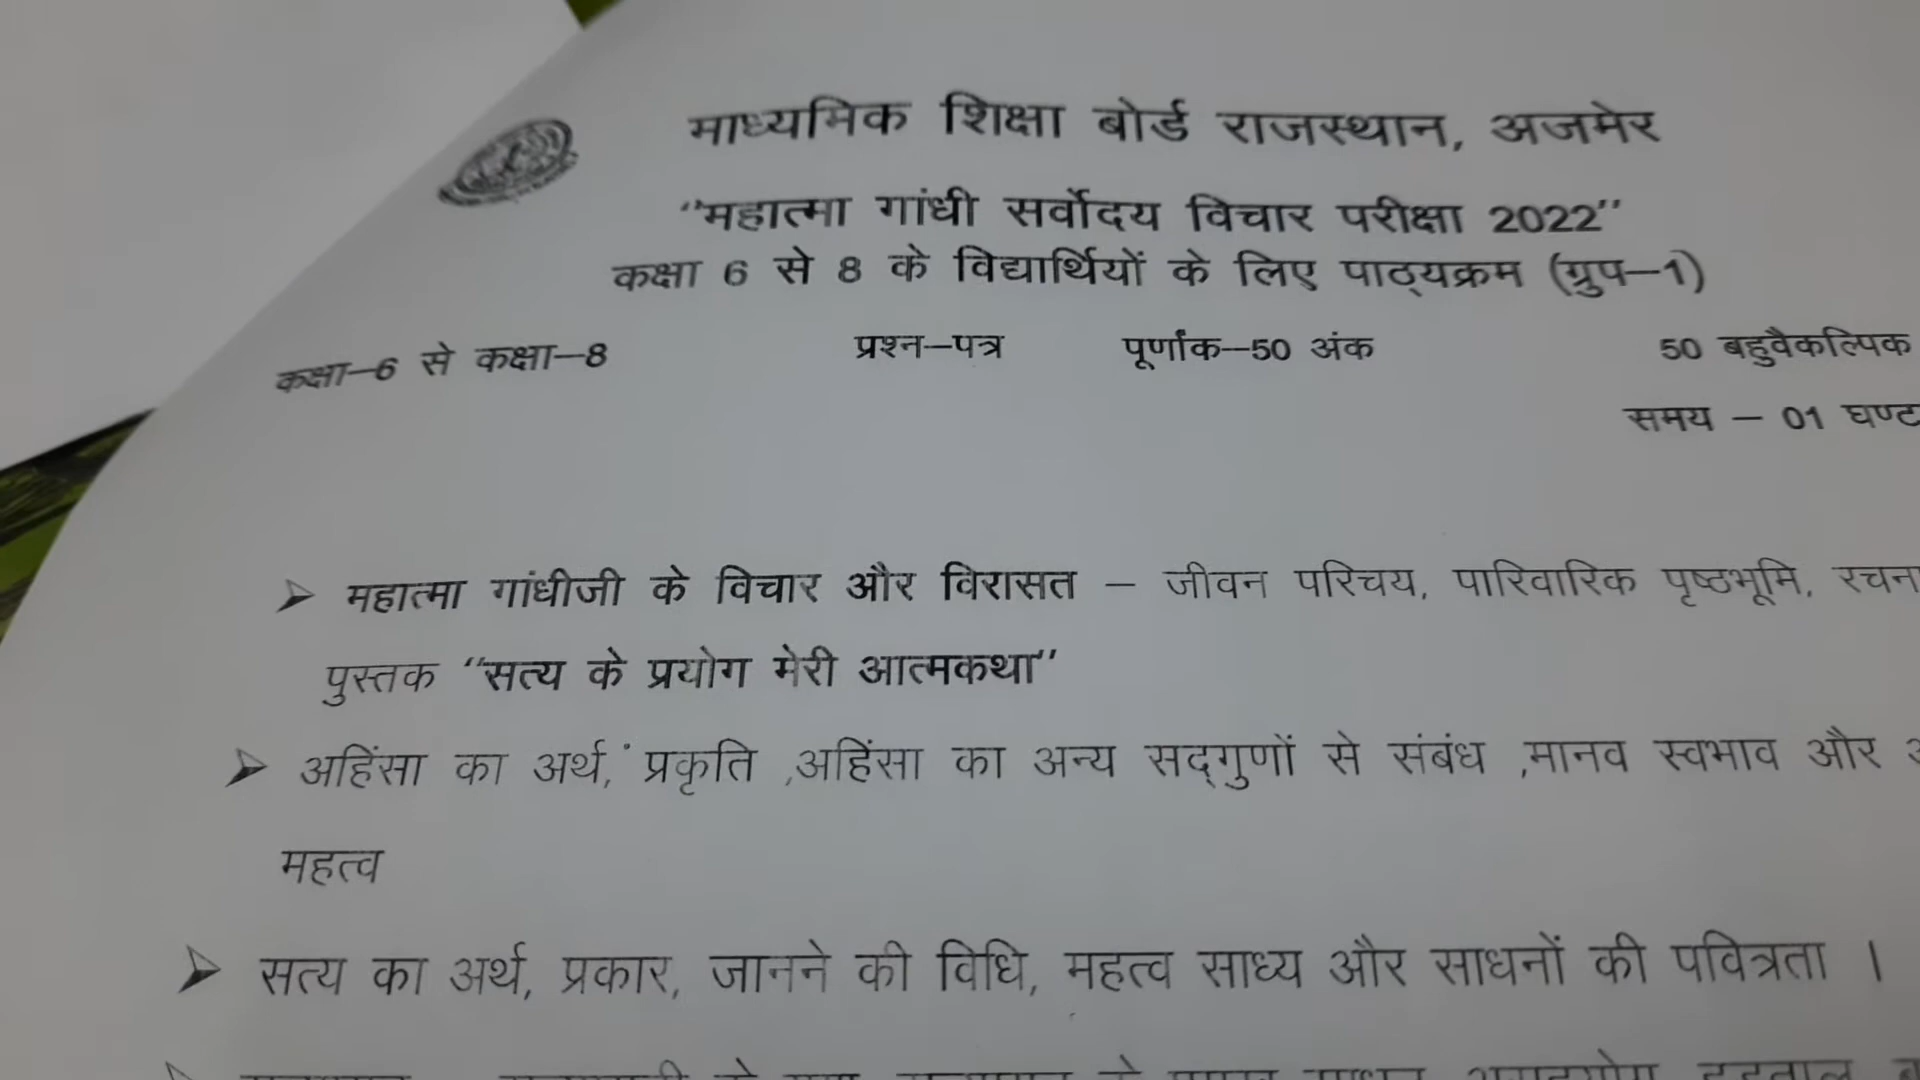 माध्यमिक शिक्षा बोर्ड राजस्थान, अजमेर
"महात्मा गांधी सर्वोदय विचार परीक्षा 2022"
कक्षा 6 से 8 के विद्यार्थियों के लिए पाठ्यक्रम (ग्रुप–1)
कक्षा–6 से कक्षा–8 प्रश्न–पत्र पूर्णांक–50 अंक 50 बहुवैकल्पिक
समय – 01
महात्मा गांधीजी के विचार और विरासत – जीवन परिचय, पारिवारिक पृष्ठभूमि,
पुस्तक "सत्य के प्रयोग मेरी आत्मकथा"
अहिंसा का अर्थ, प्रकृति ,अहिंसा का अन्य सद्गुणों से संबंध ,मानव स्वभाव और
महत्व
सत्य का अर्थ, प्रकार, जानने की विधि, महत्व साध्य और साधनों की पवित्रता ।